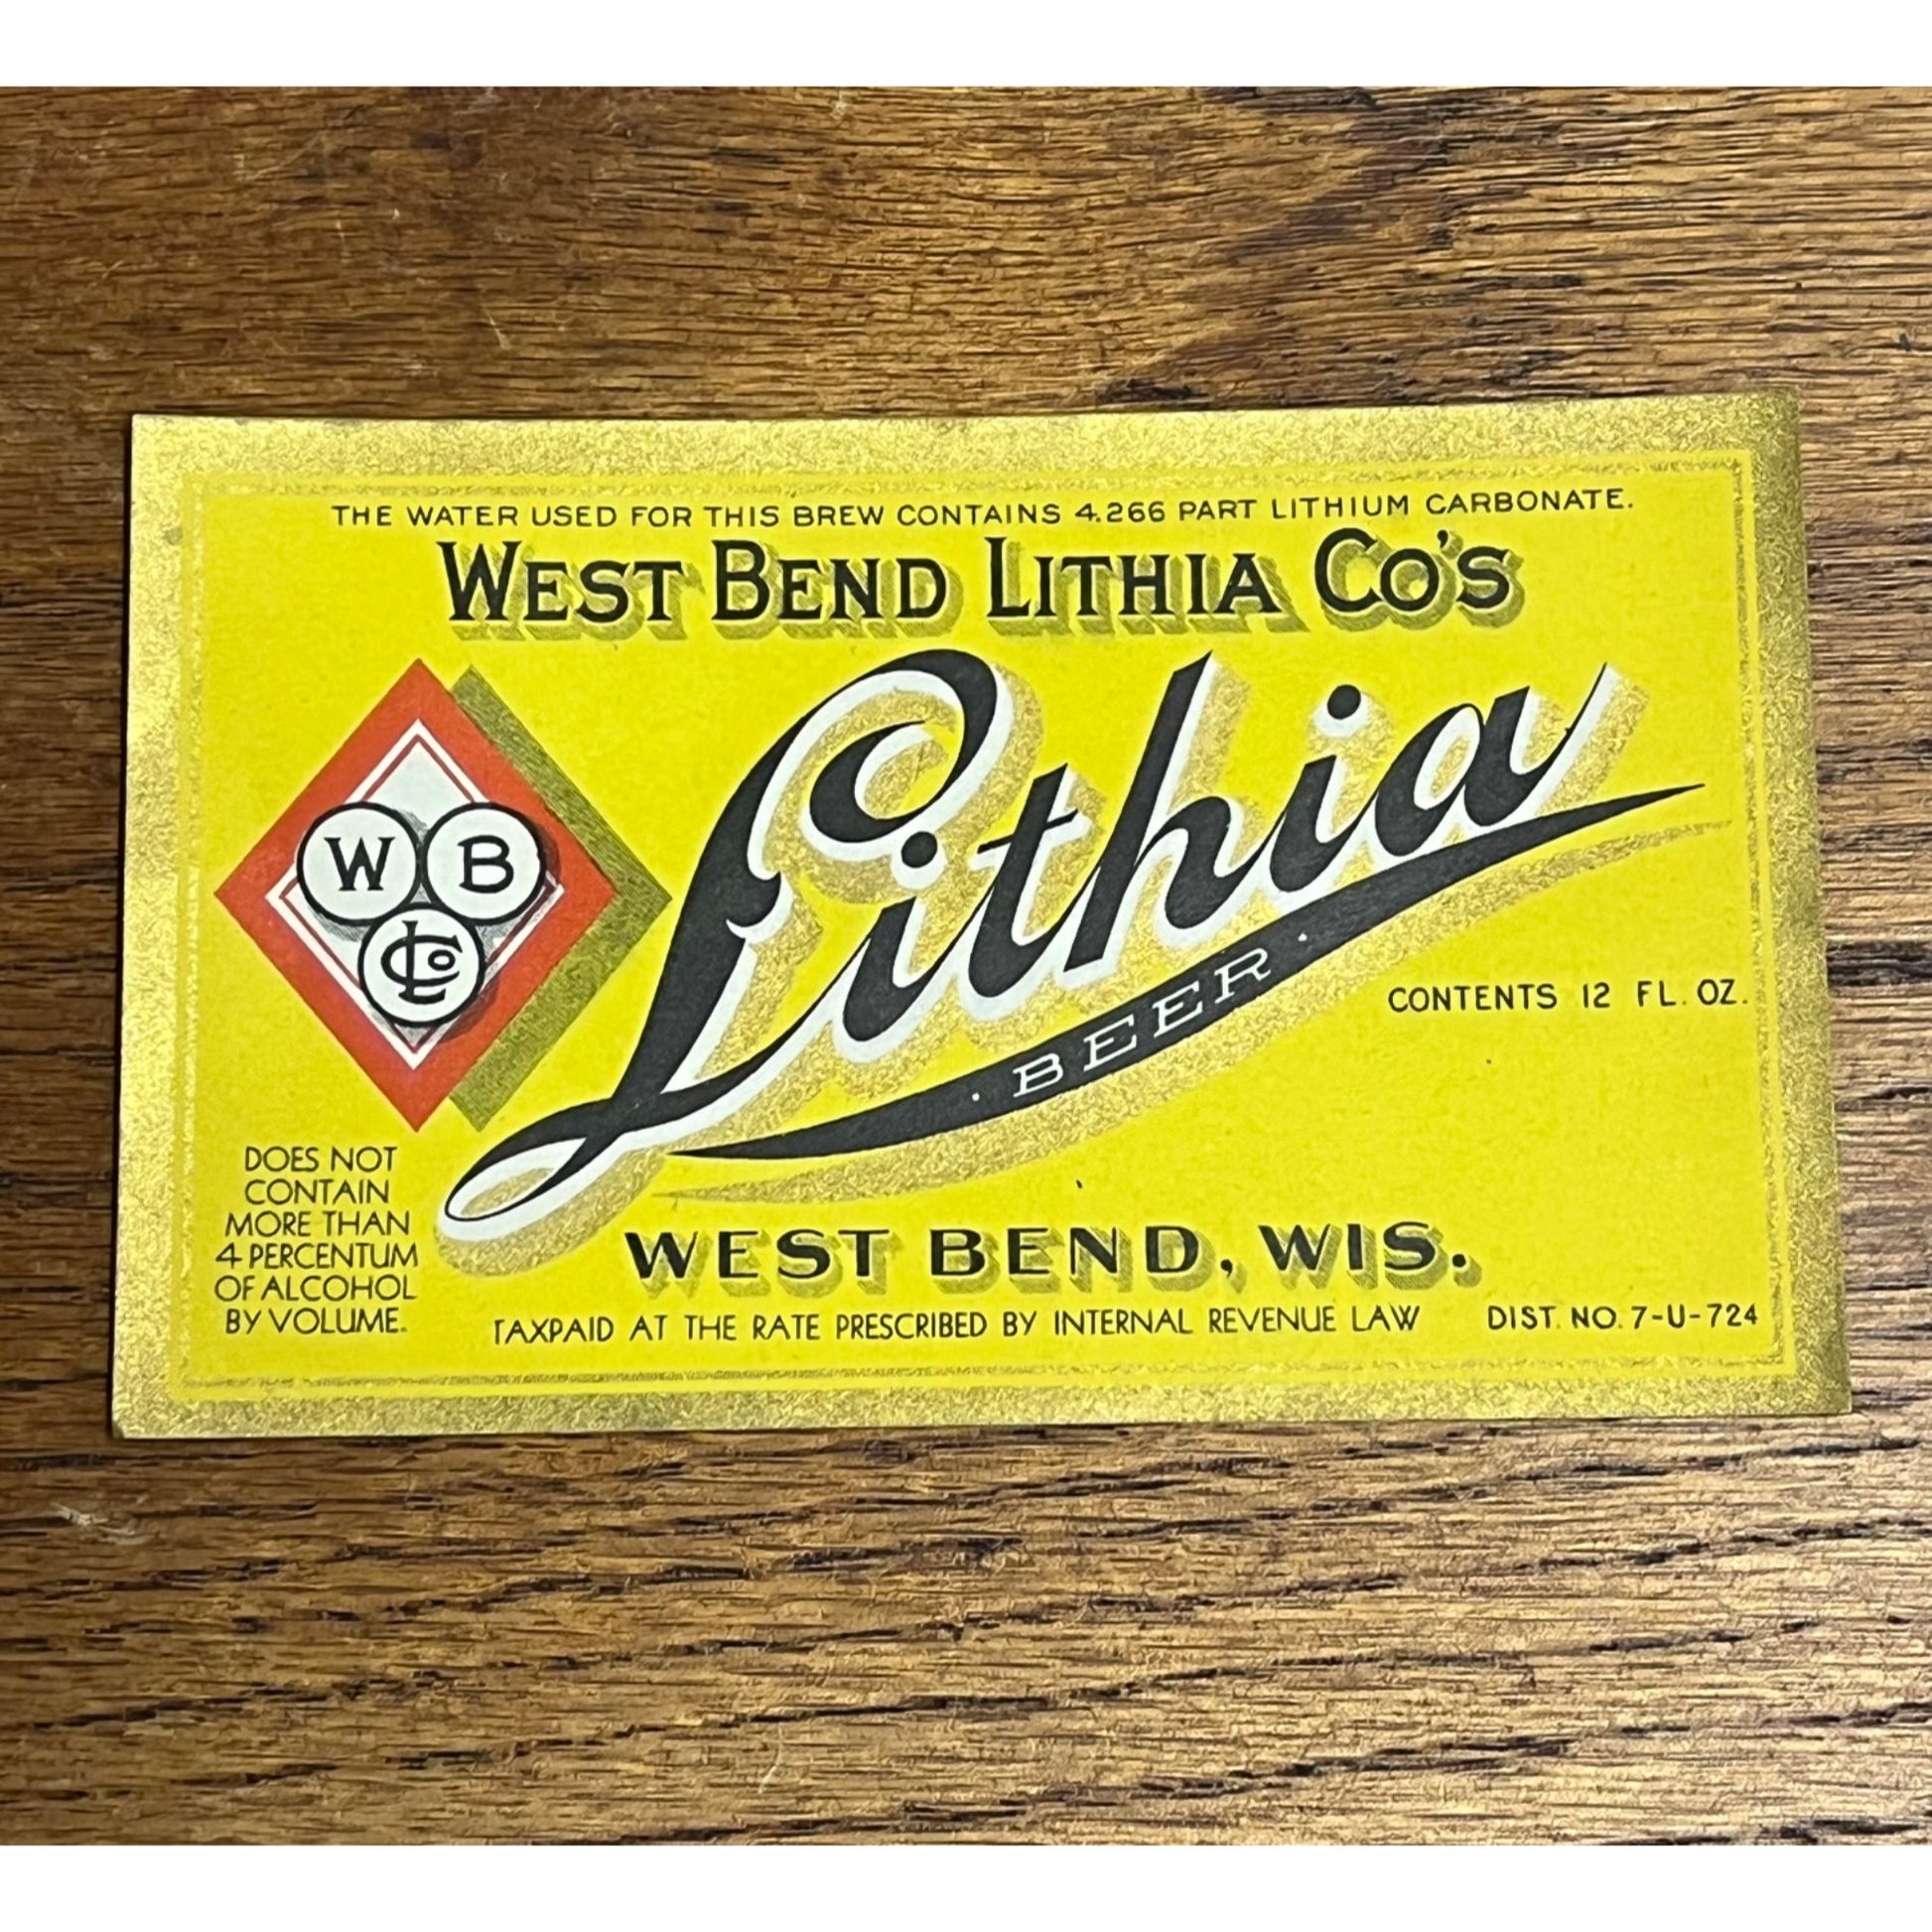 THE WATER USED FOR THIS BREW CONTAINS 4.266 PART LITHIUM CARBONATE.
WEST BEND LITHIA CO'S
W B
L Co
Lithia
· BEER ·
CONTENTS 12 FL. OZ.
DOES NOT
CONTAIN
MORE THAN
4 PERCENTUM
OF ALCOHOL
BY VOLUME.
WEST BEND, WIS.
TAXPAID AT THE RATE PRESCRIBED BY INTERNAL REVENUE LAW
DIST. NO. 7-U-724